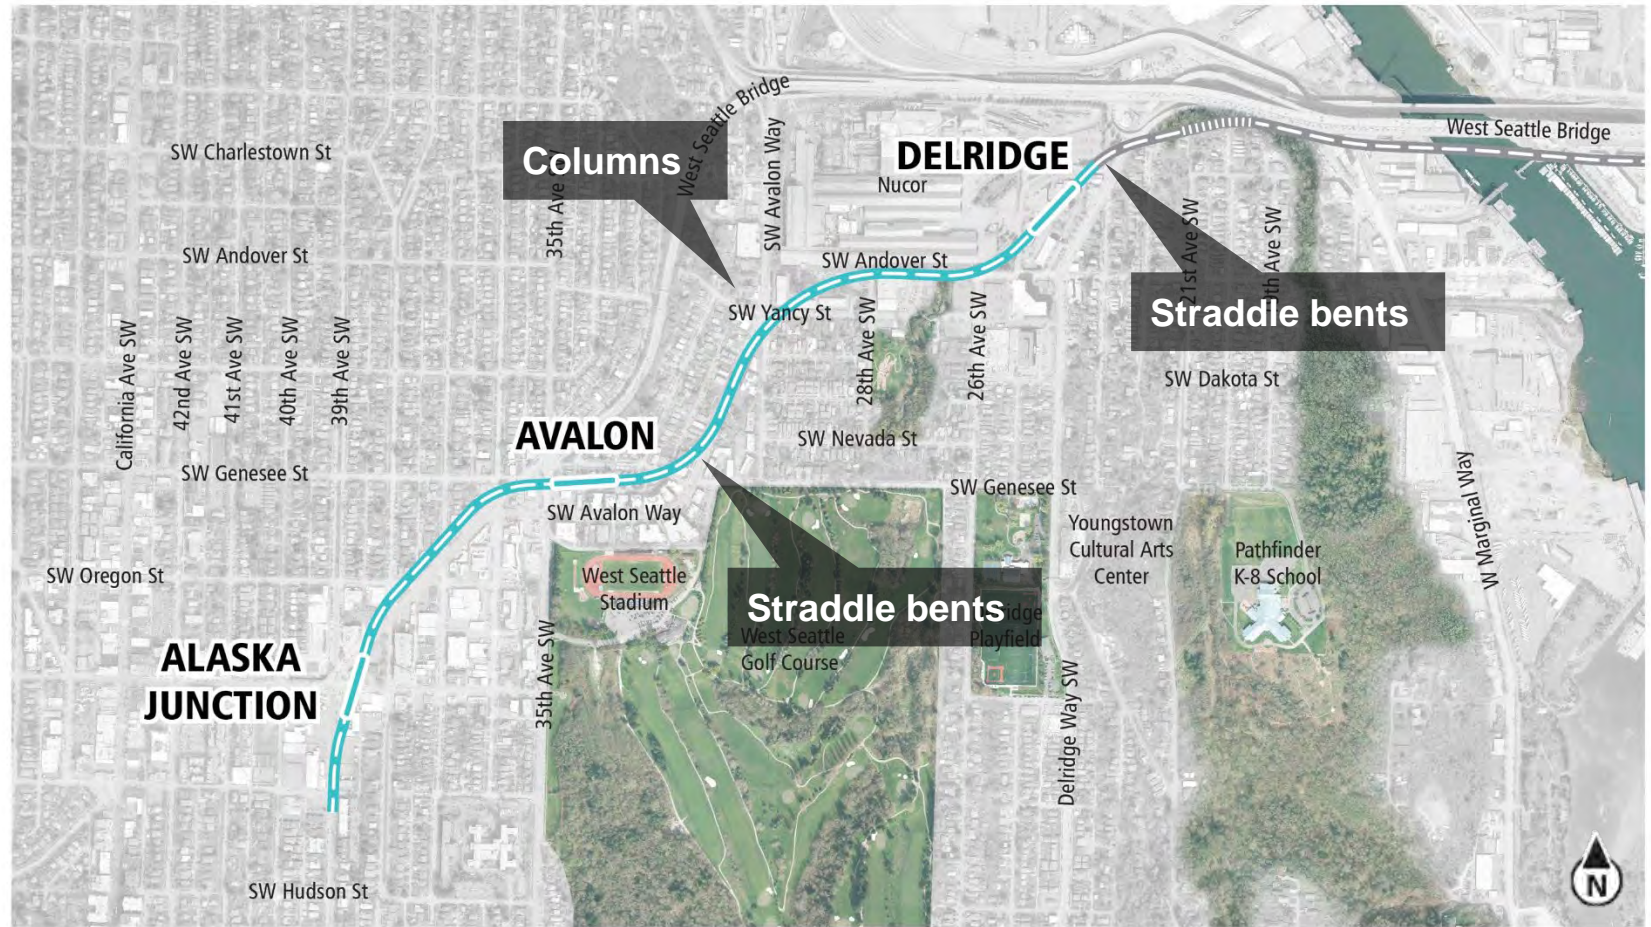 West Seattle Bridge
West Seattle Bridge
SW Charlestown St
Columns
SW Avalon Way
DELRIDGE
Nucor
35th Ave SW
SW Andover St
SW Andover St
21st Ave SW
Ave SW
Straddle bents
SW Yancy St
California Ave SW
42nd Ave SW
41st Ave SW
40th Ave SW
39th Ave SW
28th Ave SW
26th Ave SW
SW Dakota St
AVALON
SW Nevada St
SW Genesee St
SW Genesee St
SW Avalon Way
Youngstown
Cultural Arts
Center
W Marginal Way
Pathfinder
K-8 School
SW Oregon St
West Seattle
Stadium
Straddle bents
Playfield
West Seattle
Golf Course
35th Ave SW
ALASKA
JUNCTION
Delridge Way SW
SW Hudson St
N